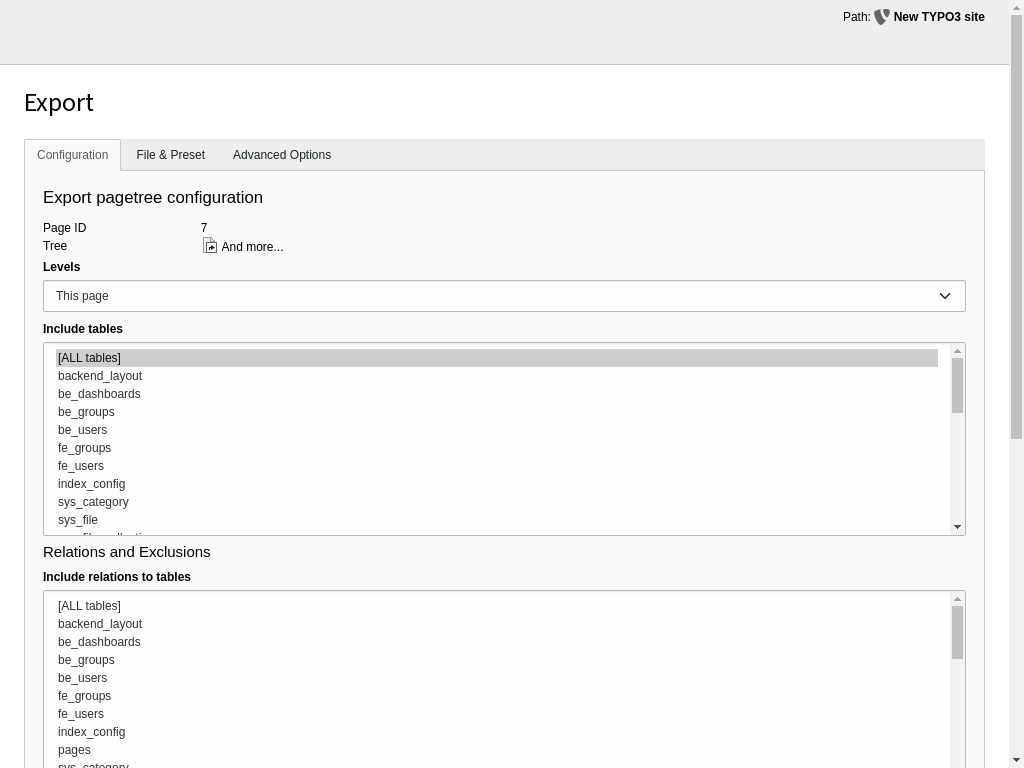 Path: New TYPO3 site
Export
Configuration File & Preset Advanced Options
Export pagetree configuration
Page ID 7
Tree And more...
Levels
This page
Include tables
[ALL tables]
backend_layout
be_dashboards
be_groups
be_users
fe_groups
fe_users
index_config
sys_category
sys_file
Relations and Exclusions
Include relations to tables
[ALL tables]
backend_layout
be_dashboards
be_groups
be_users
fe_groups
fe_users
index_config
pages
sys_category